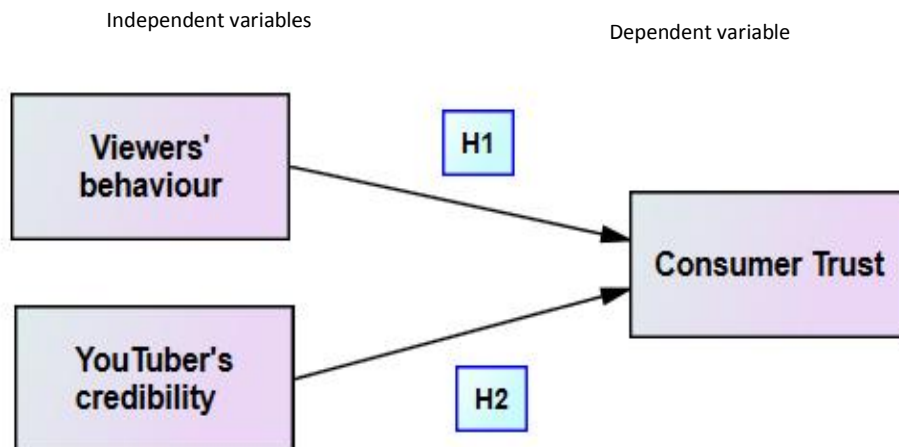 Independent variables
Dependent variable
Viewers'
behaviour
H1
Consumer Trust
YouTuber's
credibility
H2